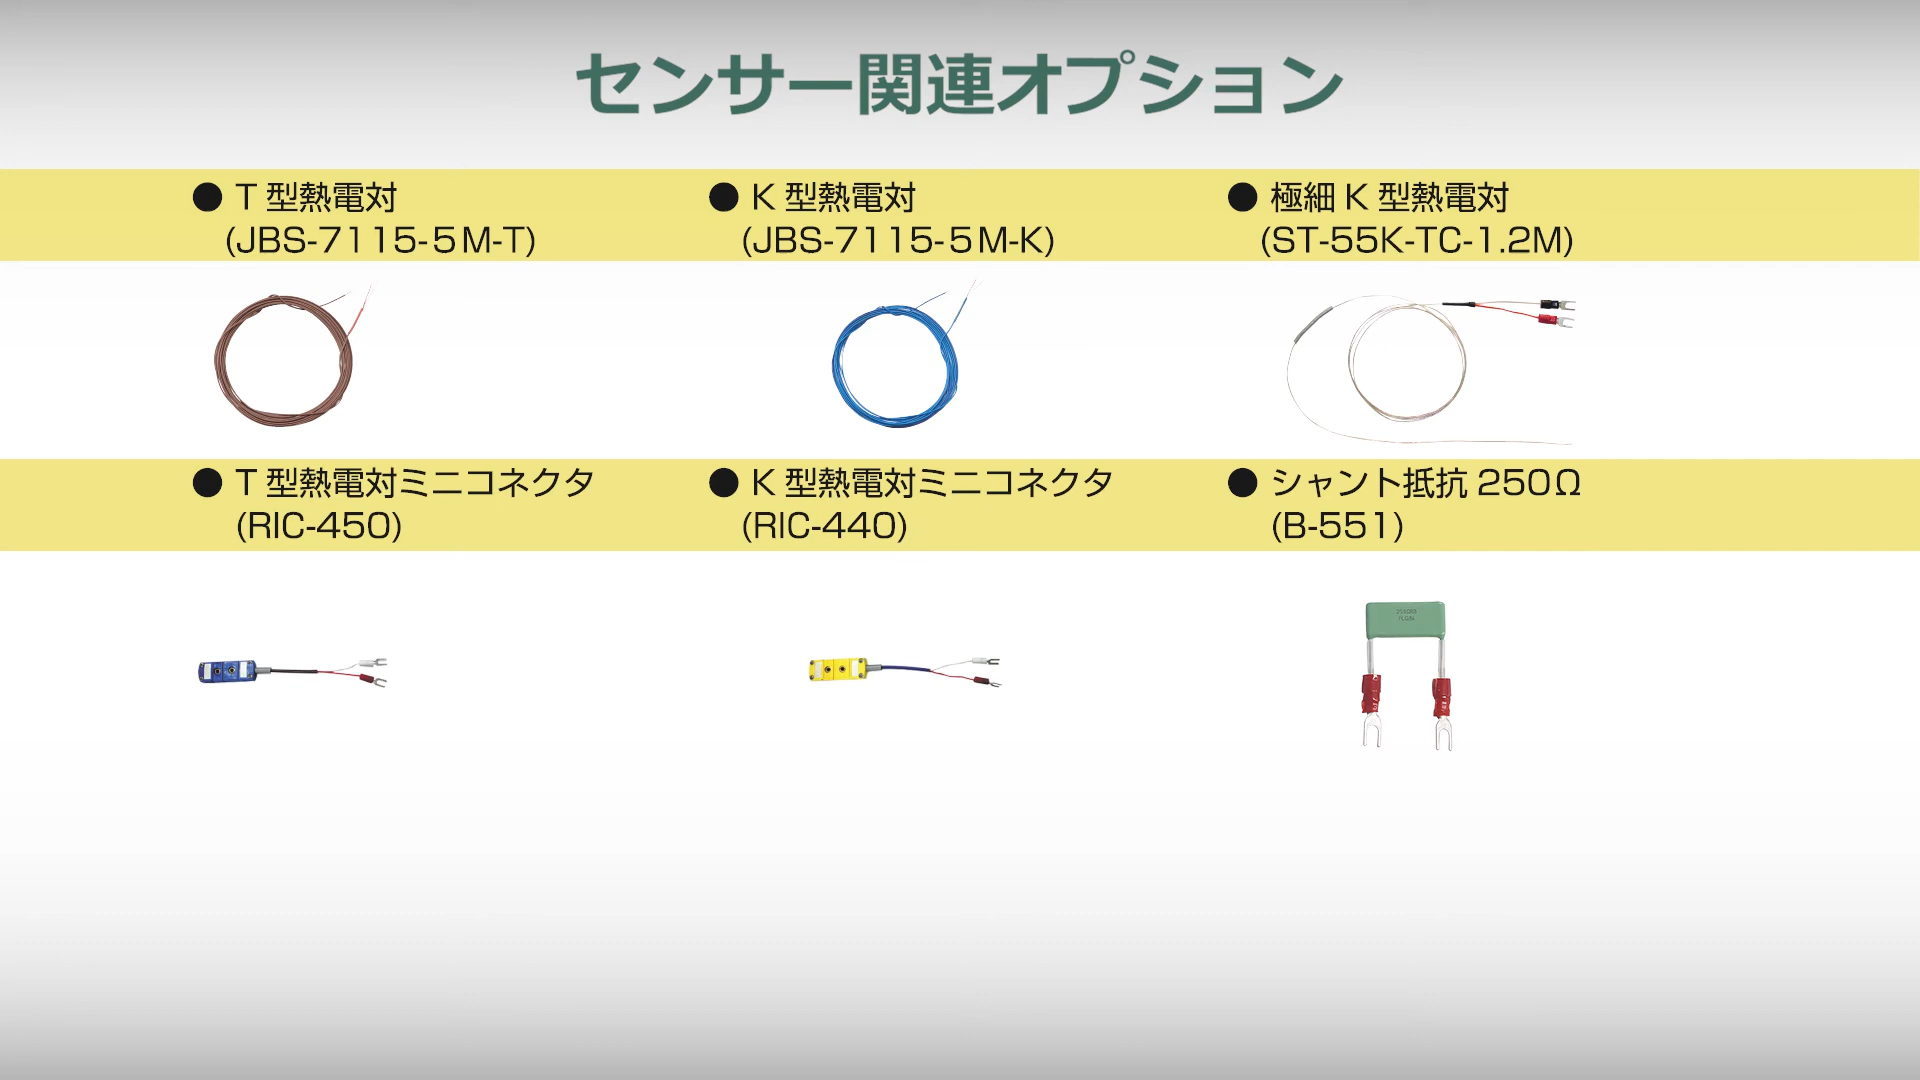 センサー関連オプション
● T 型熱電対
(JBS-7115-5M-T)
● K 型熱電対
(JBS-7115-5M-K)
● 極細 K 型熱電対
(ST-55K-TC-1.2M)
● T 型熱電対ミニコネクタ
(RIC-450)
● K 型熱電対ミニコネクタ
(RIC-440)
● シャント抵抗 250Ω
(B-551)